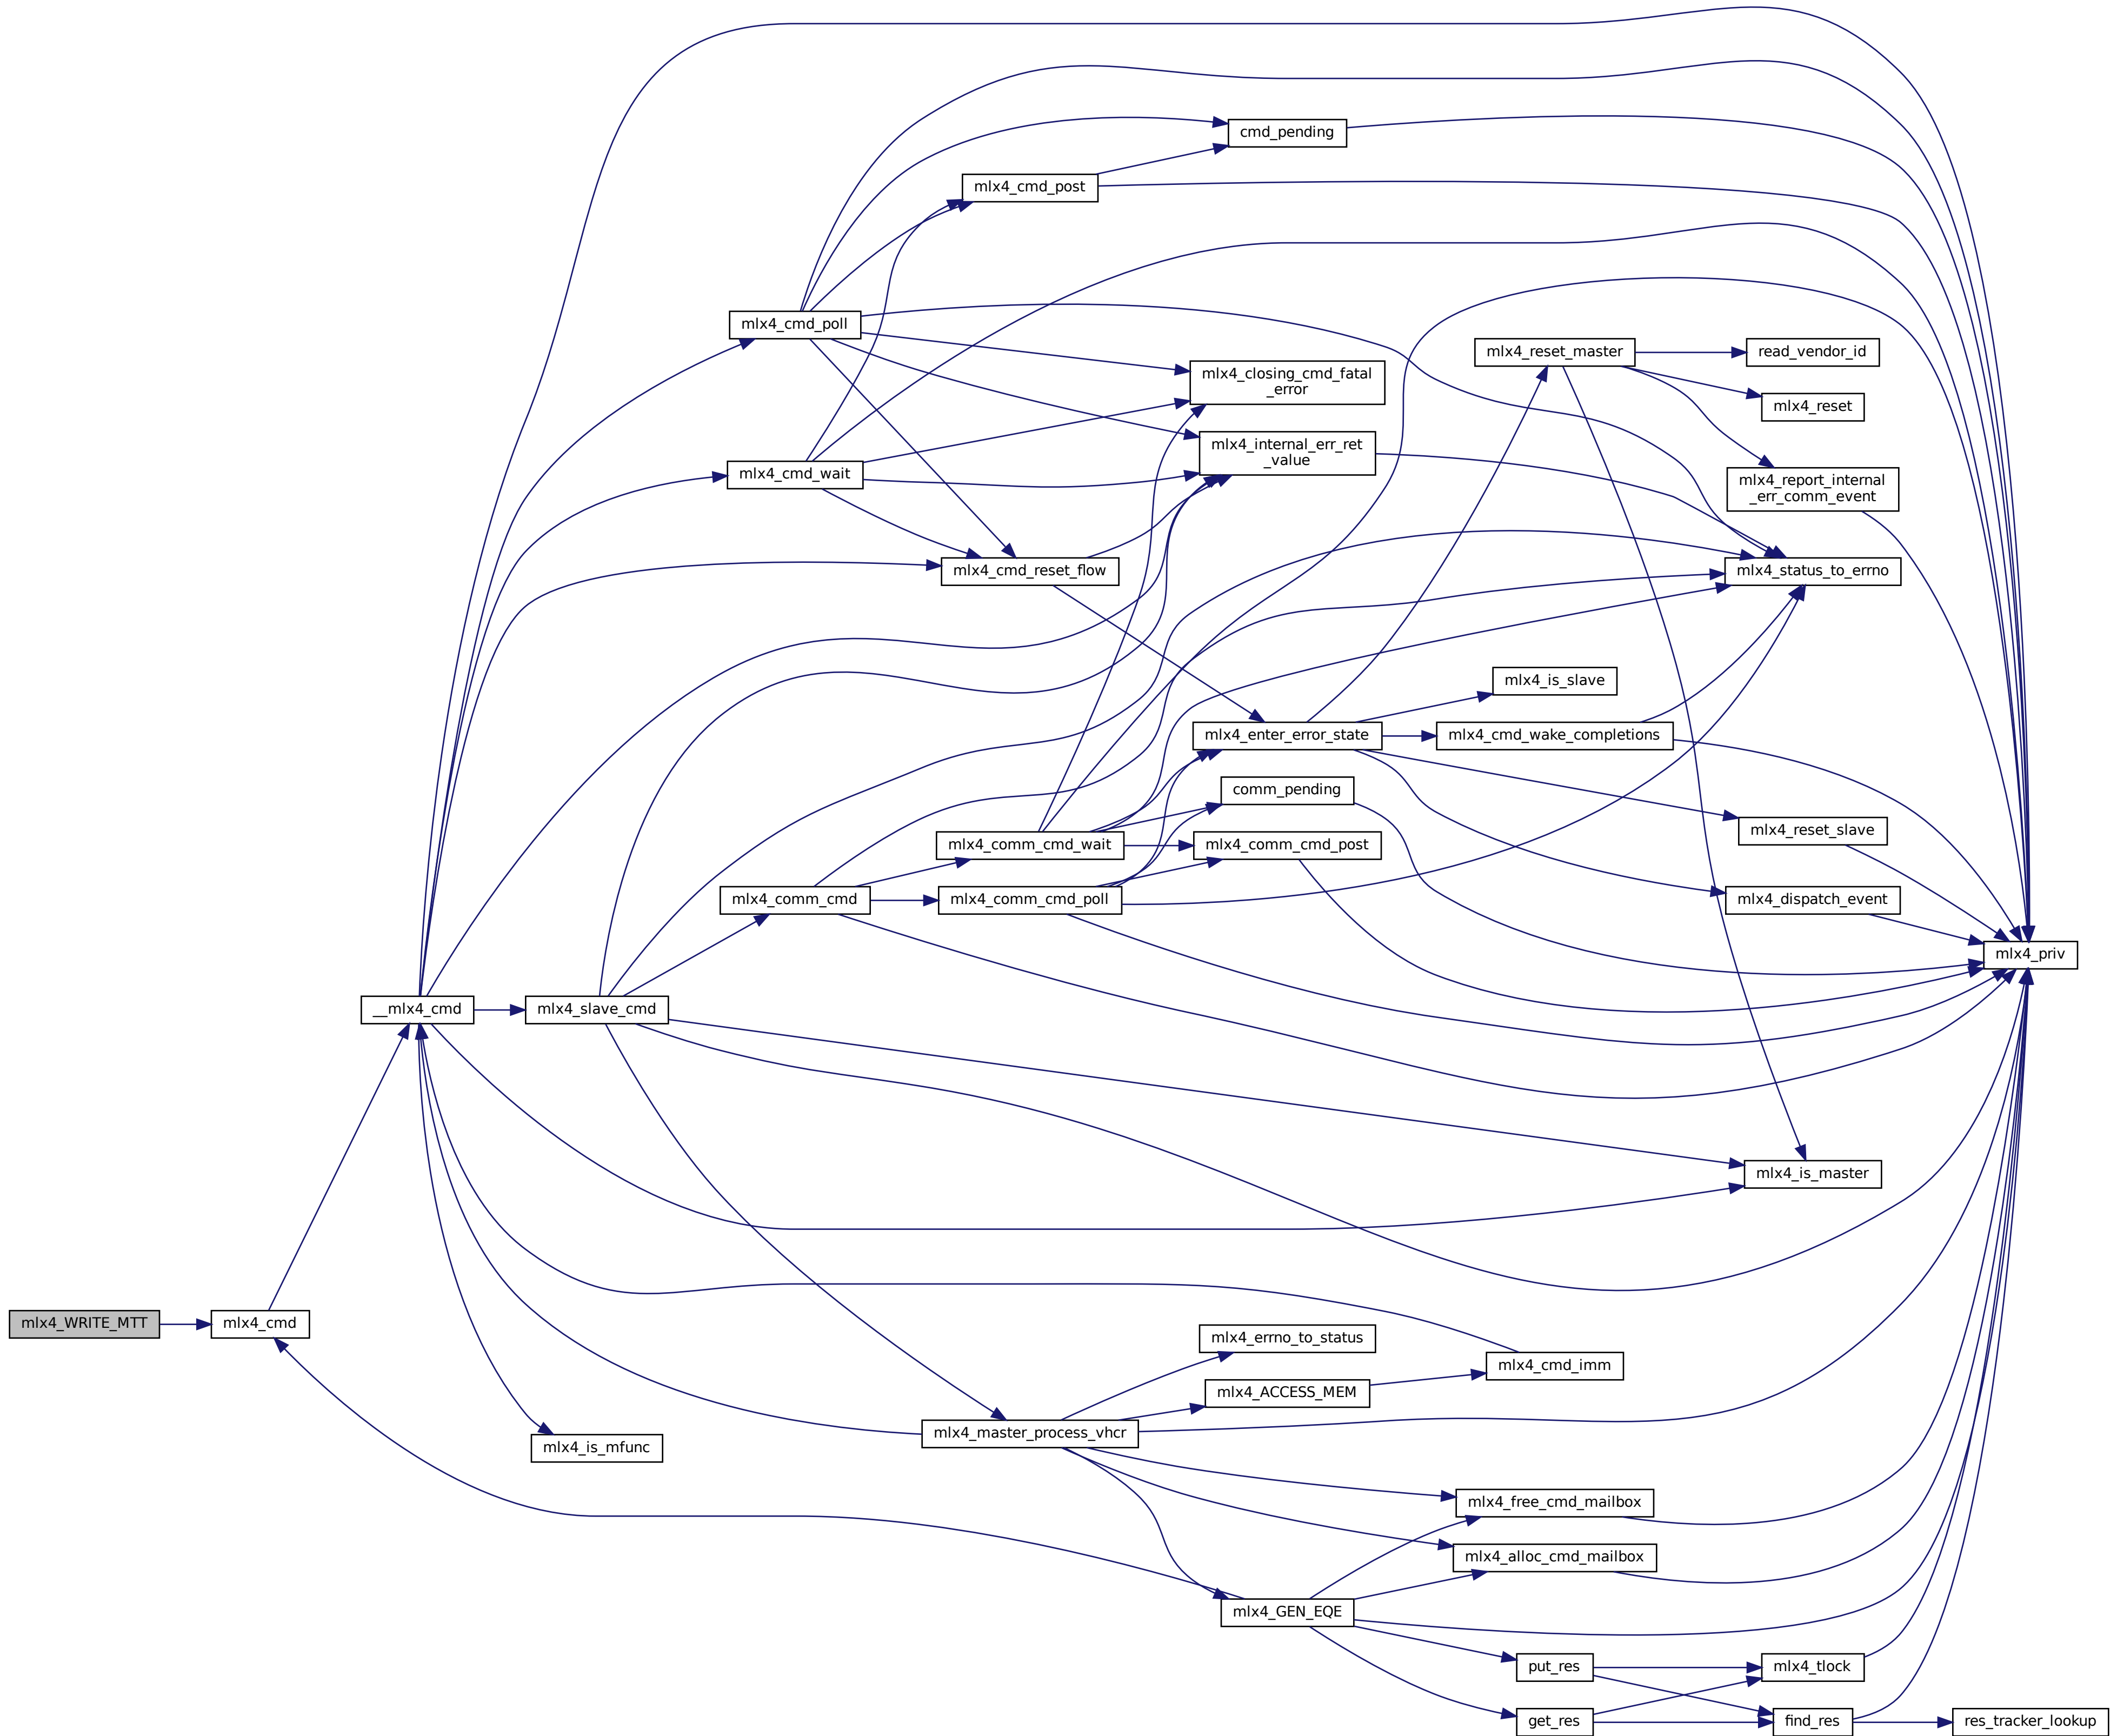 cmd_pending
mlx4_cmd_post
mlx4_cmd_poll
mlx4_reset_master
read_vendor_id
mlx4_closing_cmd_fatal
_error
mlx4_reset
mlx4_internal_err_ret
_value
mlx4_cmd_wait
mlx4_report_internal
_err_comm_event
mlx4_cmd_reset_flow
mlx4_status_to_errno
mlx4_is_slave
mlx4_enter_error_state
mlx4_cmd_wake_completions
comm_pending
mlx4_reset_slave
mlx4_comm_cmd_wait
mlx4_comm_cmd_post
mlx4_comm_cmd
mlx4_comm_cmd_poll
mlx4_dispatch_event
mlx4_priv
__mlx4_cmd
mlx4_slave_cmd
mlx4_is_master
mlx4_WRITE_MTT
mlx4_cmd
mlx4_errno_to_status
mlx4_cmd_imm
mlx4_ACCESS_MEM
mlx4_master_process_vhcr
mlx4_is_mfunc
mlx4_free_cmd_mailbox
mlx4_alloc_cmd_mailbox
mlx4_GEN_EQE
put_res
mlx4_tlock
get_res
find_res
res_tracker_lookup